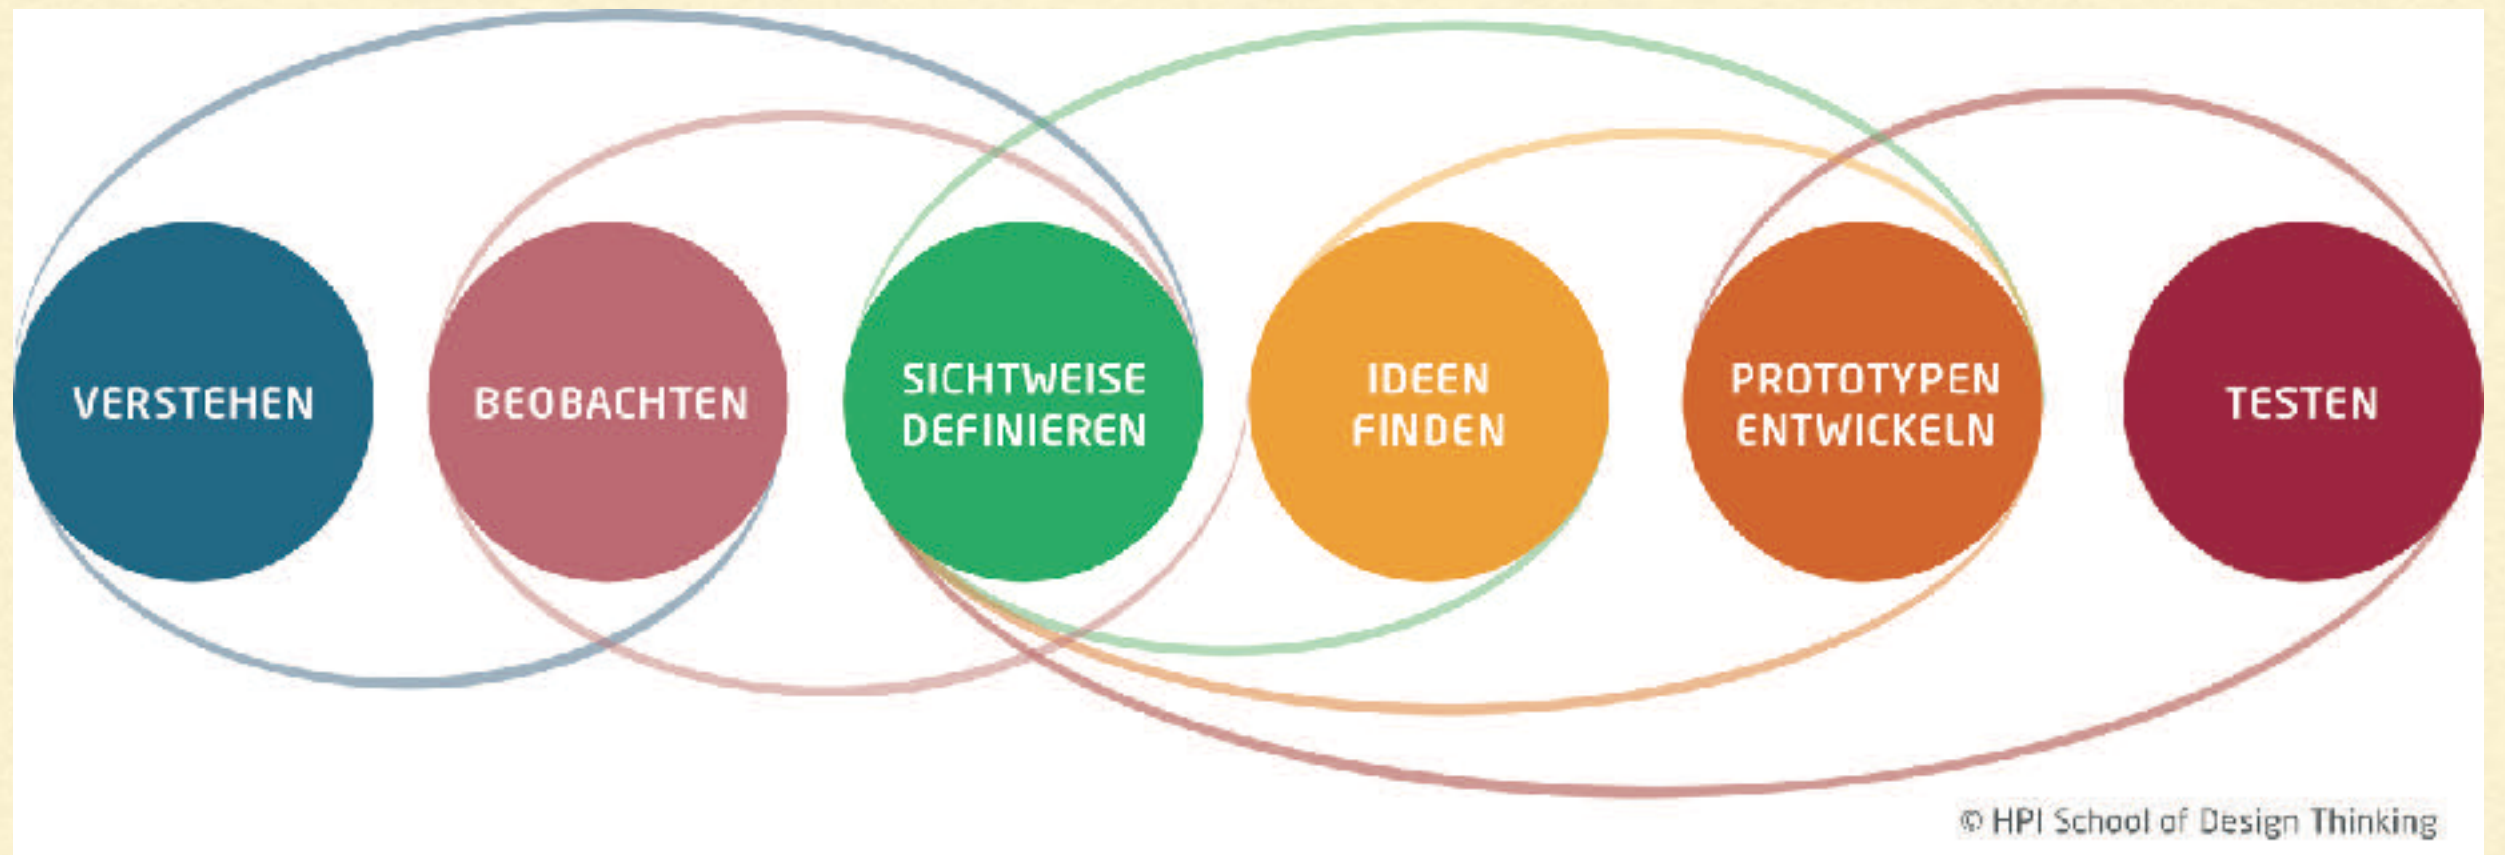 VERSTEHEN
BEOBACHTEN
SICHTWEISE
DEFINIEREN
IDEEN
FINDEN
PROTOTYPEN
ENTWICKELN
TESTEN
© HPI School of Design Thinking